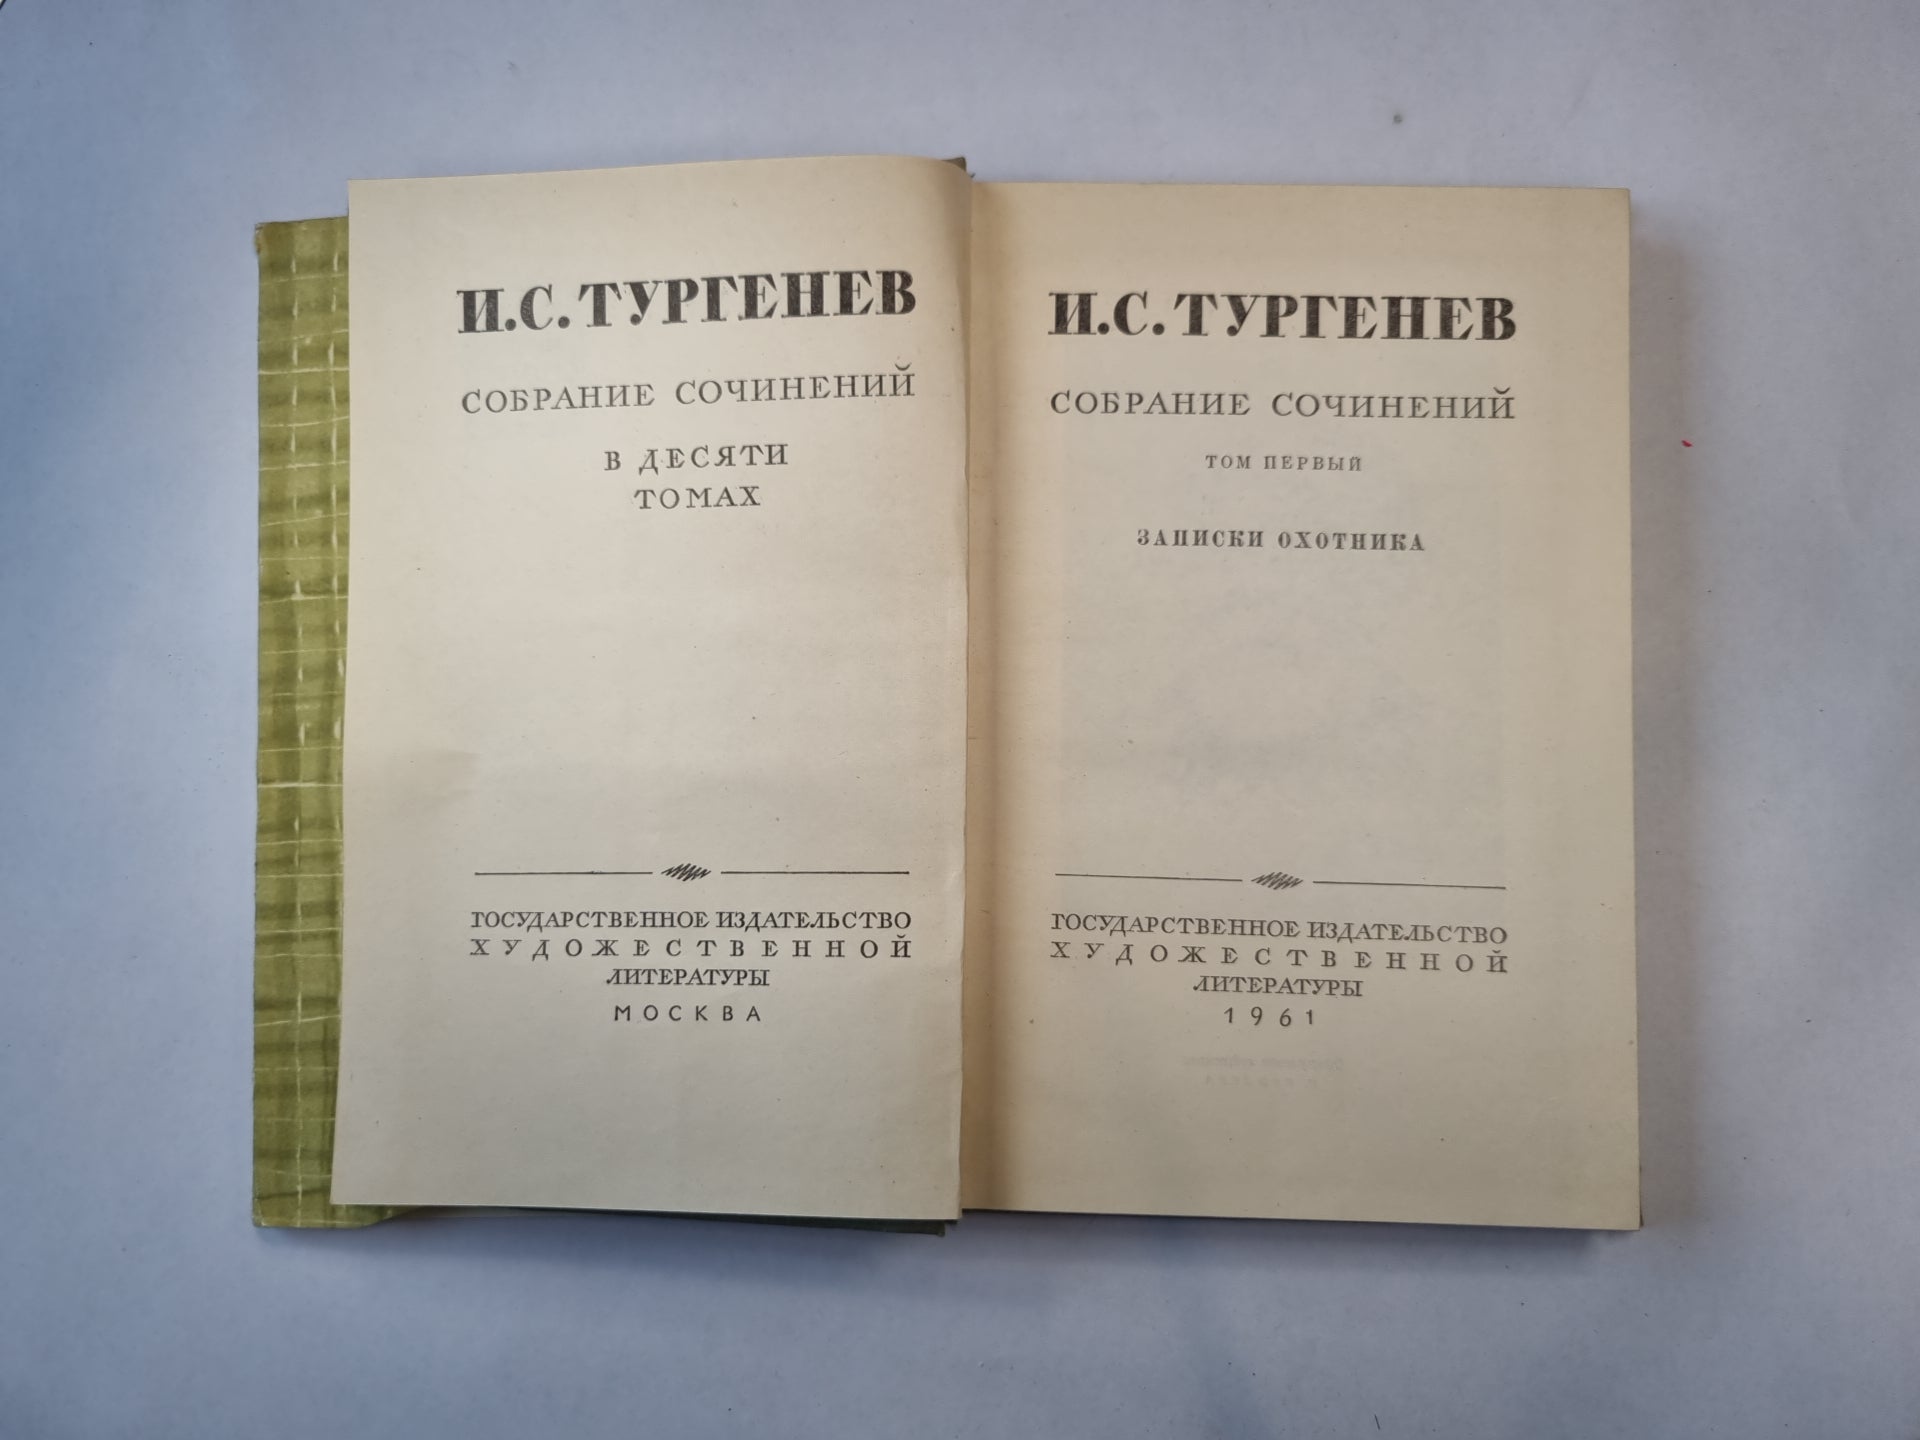 И.С.ТУРГЕНЕВ
СОБРАНИЕ СОЧИНЕНИЙ
В ДЕСЯТИ
ТОМАХ
ГОСУДАРСТВЕННОЕ ИЗДАТЕЛЬСТВО
ХУДОЖЕСТВЕННОЙ
ЛИТЕРАТУРЫ
МОСКВА
И.С.ТУРГЕНЕВ
СОБРАНИЕ СОЧИНЕНИЙ
ТОМ ПЕРВЫЙ
ЗАПИСКИ ОХОТНИКА
ГОСУДАРСТВЕННОЕ ИЗДАТЕЛЬСТВО
ХУДОЖЕСТВЕННОЙ
ЛИТЕРАТУРЫ
1961